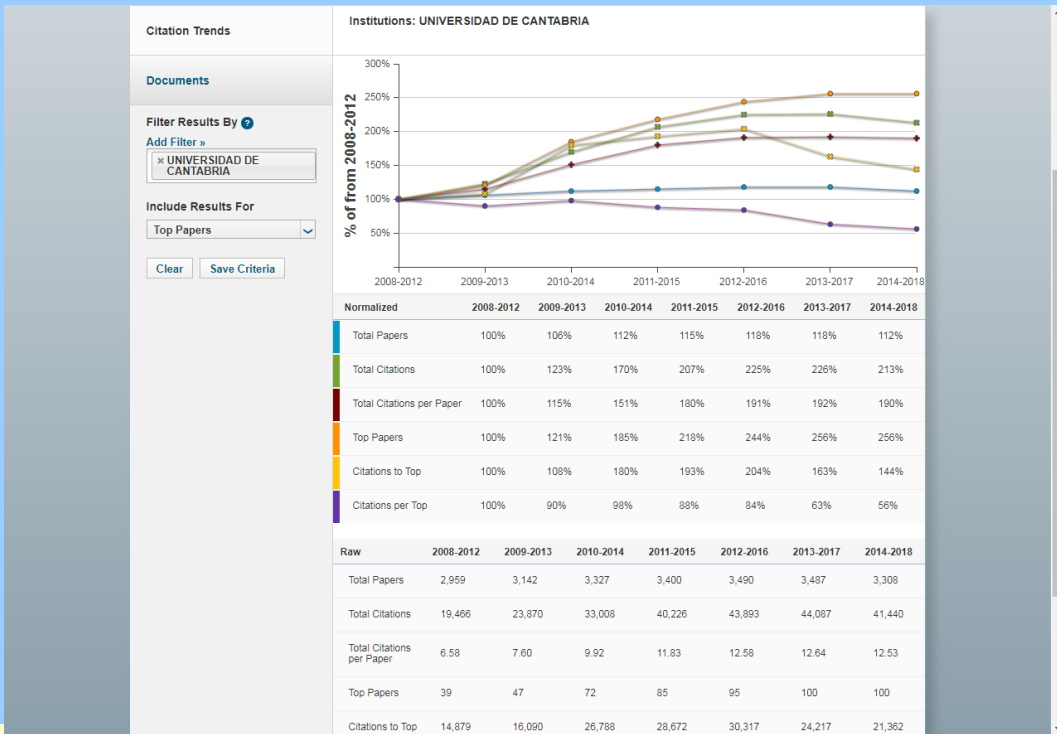 Citation Trends
Institutions: UNIVERSIDAD DE CANTABRIA
Documents
Filter Results By ?
Add Filter »
× UNIVERSIDAD DE
CANTABRIA
Include Results For
Top Papers
Clear Save Criteria
% of from 2008-2012
300%
250%
200%
150%
100%
50%
2008-2012 2009-2013 2010-2014 2011-2015 2012-2016 2013-2017 2014-2018
Normalized 2008-2012 2009-2013 2010-2014 2011-2015 2012-2016 2013-2017 2014-2018
Total Papers 100% 106% 112% 115% 118% 118% 112%
Total Citations 100% 123% 170% 207% 225% 226% 213%
Total Citations per Paper 100% 115% 151% 180% 191% 192% 190%
Top Papers 100% 121% 185% 218% 244% 256% 256%
Citations to Top 100% 108% 180% 193% 204% 163% 144%
Citations per Top 100% 90% 98% 88% 84% 63% 56%
Raw 2008-2012 2009-2013 2010-2014 2011-2015 2012-2016 2013-2017 2014-2018
Total Papers 2,959 3,142 3,327 3,400 3,490 3,487 3,308
Total Citations 19,466 23,870 33,008 40,226 43,893 44,087 41,440
Total Citations
per Paper 6.58 7.60 9.92 11.83 12.58 12.64 12.53
Top Papers 39 47 72 85 95 100 100
Citations to Top 14,879 16,090 26,788 28,672 30,317 24,217 21,362